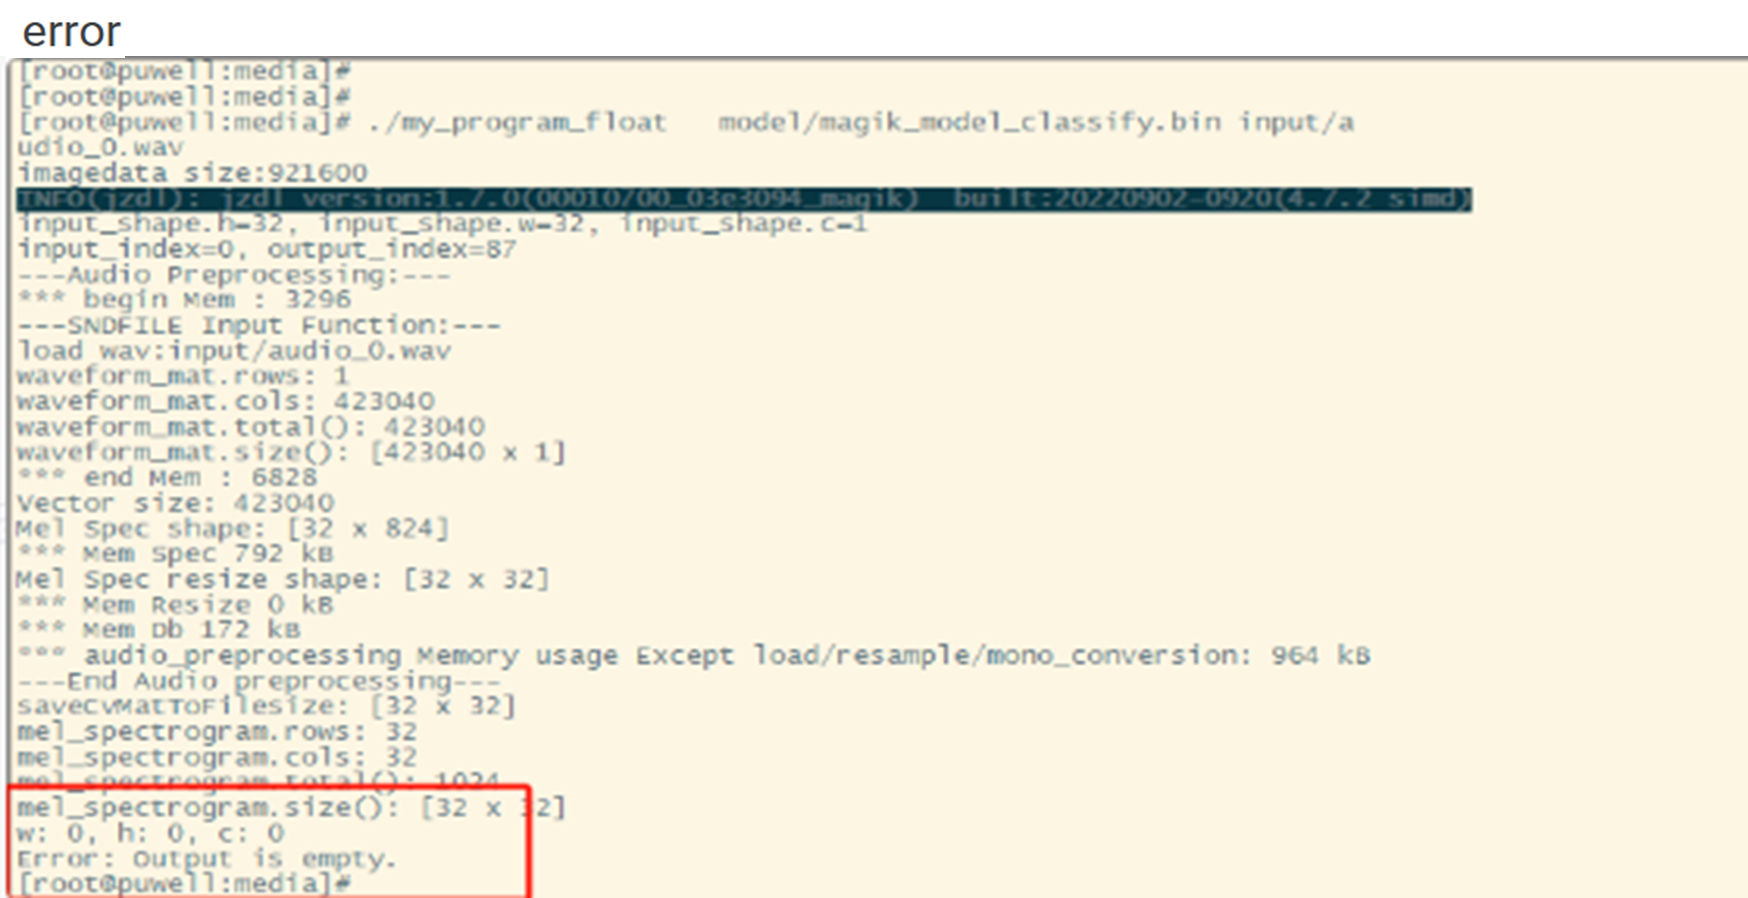 error
[root@puwell:media]#
[root@puwell:media]#
[root@puwell:media]# ./my_program_float   model/magik_model_classify.bin input/a
udio_0.wav
imagedata size:921600
INFO(jzdl): jzdl version:1.7.0(00010700_03e3094_magik)  built:20220902-0920(4.7.2 simd)
input_shape.h=32, input_shape.w=32, input_shape.c=1
input_index=0, output_index=87
---Audio Preprocessing:---
*** begin Mem : 3296
---SNDFILE Input Function:---
load wav:input/audio_0.wav
waveform_mat.rows: 1
waveform_mat.cols: 423040
waveform_mat.total(): 423040
waveform_mat.size(): [423040 x 1]
*** end Mem : 6828
Vector size: 423040
Mel Spec shape: [32 x 824]
*** Mem Spec 792 kB
Mel Spec resize shape: [32 x 32]
*** Mem Resize 0 kB
*** Mem Db 172 kB
*** audio_preprocessing Memory usage Except load/resample/mono_conversion: 964 kB
---End Audio preprocessing---
saveCvMatToFilesize: [32 x 32]
mel_spectrogram.rows: 32
mel_spectrogram.cols: 32
mel_spectrogram.total(): 1024
mel_spectrogram.size(): [32 x 32]
w: 0, h: 0, c: 0
Error: Output is empty.
[root@puwell:media]#